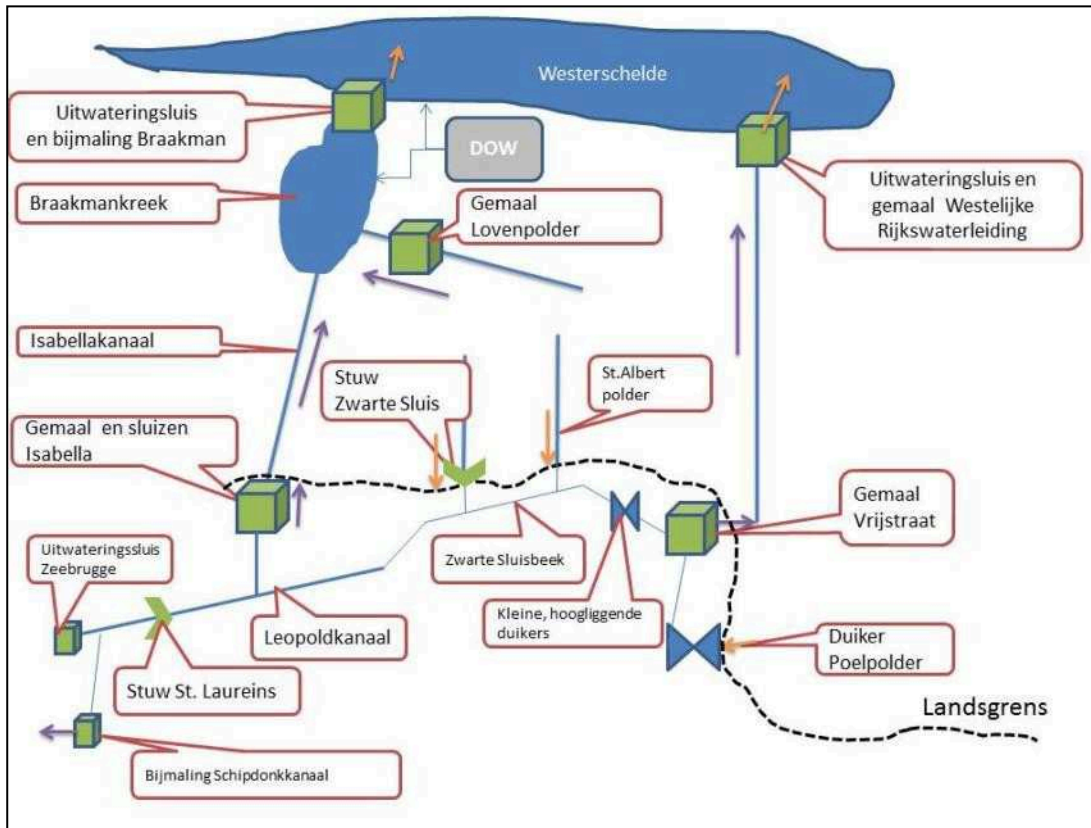 Westerschelde
Uitwateringsluis
en bijmaling Braakman
DOW
Braakmankreek
Gemaal
Lovenpolder
Uitwateringsluis en
gemaal Westelijke
Rijkswaterleiding
Isabellakanaal
Stuw
Zwarte Sluis
St.Albert
polder
Gemaal en sluizen
Isabella
Gemaal
Vrijstraat
Uitwateringssluis
Zeebrugge
Zwarte Sluisbeek
Kleine, hoogliggende
duikers
Leopoldkanaal
Duiker
Poelpolder
Stuw St. Laureins
Landsgrens
Bijmaling Schipdonkkanaal